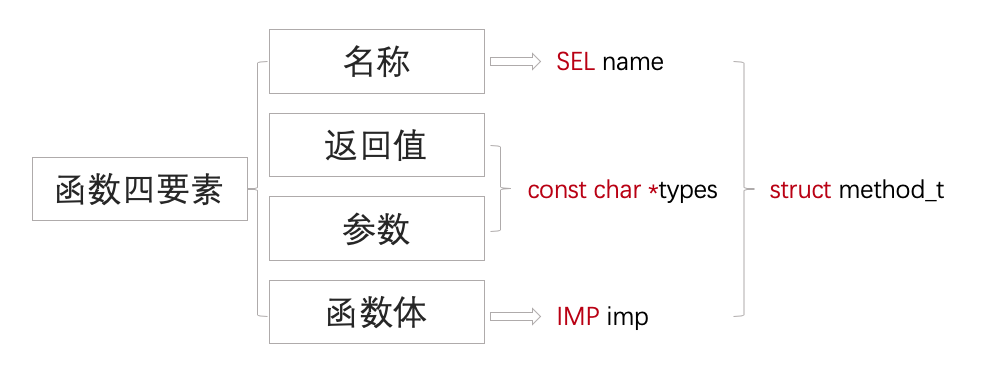 函数四要素
名称
SEL name
返回值
参数
const char *types
函数体
IMP imp
struct method_t